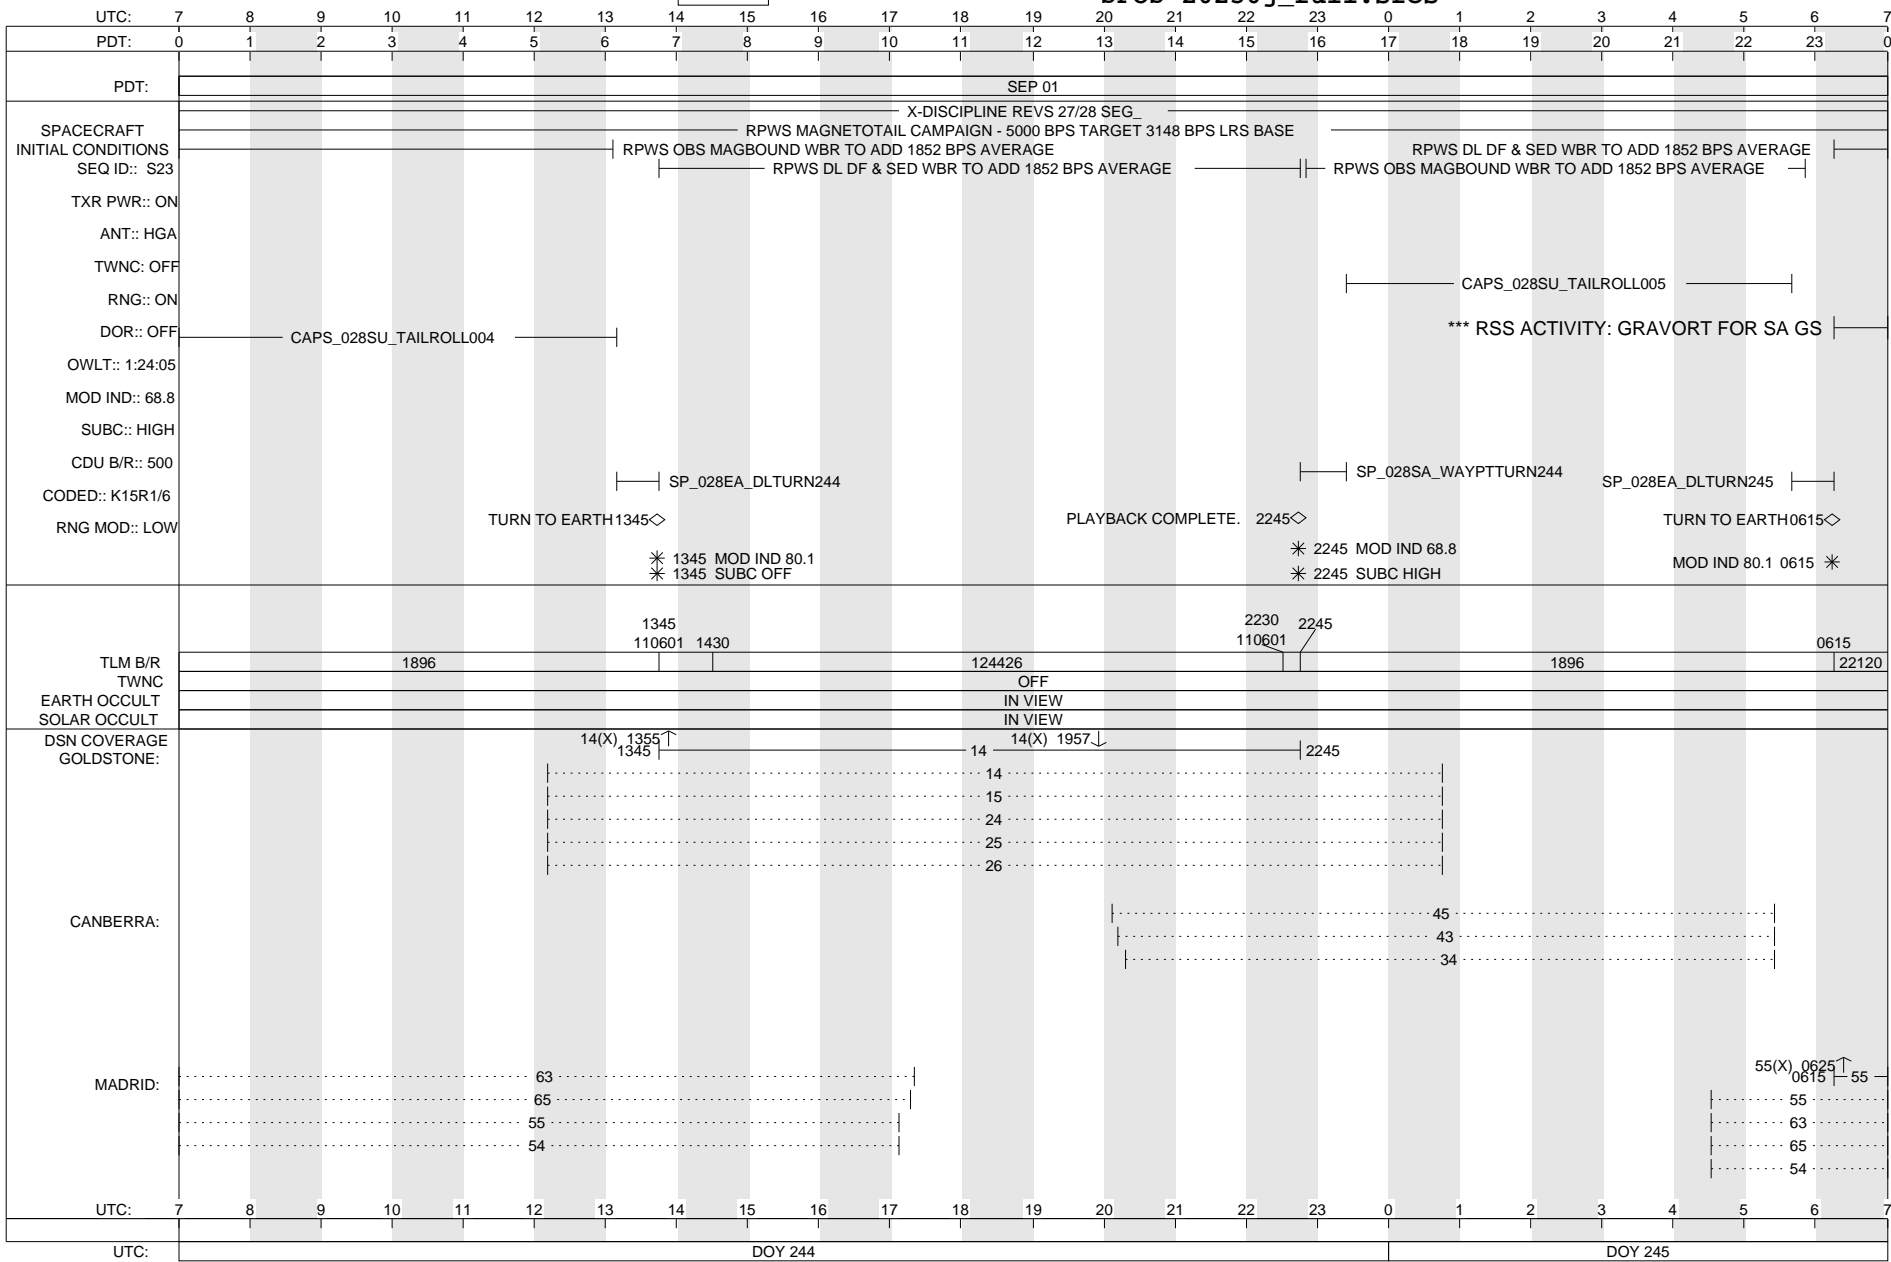 UTC: 7 8 9 10 11 12 13 14 15 16 17 18 19 20 21 22 23 0 1 2 3 4 5 6 7
PDT: 0 1 2 3 4 5 6 7 8 9 10 11 12 13 14 15 16 17 18 19 20 21 22 23 0
PDT: SEP 01
X-DISCIPLINE REVS 27/28 SEG_
SPACECRAFT RPWS MAGNETOTAIL CAMPAIGN - 5000 BPS TARGET 3148 BPS LRS BASE
INITIAL CONDITIONS RPWS OBS MAGBOUND WBR TO ADD 1852 BPS AVERAGE RPWS DL DF & SED WBR TO ADD 1852 BPS AVERAGE
SEQ ID:: S23 RPWS DL DF & SED WBR TO ADD 1852 BPS AVERAGE RPWS OBS MAGBOUND WBR TO ADD 1852 BPS AVERAGE
TXR PWR:: ON
ANT:: HGA
TWNC: OFF
CAPS_028SU_TAILROLL005
RNG:: ON
DOR:: OFF CAPS_028SU_TAILROLL004 *** RSS ACTIVITY: GRAVORT FOR SA GS
OWLT:: 1:24:05
MOD IND:: 68.8
SUBC:: HIGH
CDU B/R:: 500 SP_028SA_WAYPTTURN244
SP_028EA_DLTURN244 SP_028EA_DLTURN245
CODED:: K15R1/6
TURN TO EARTH 1345 PLAYBACK COMPLETE. 2245 TURN TO EARTH 0615
RNG MOD:: LOW
1345 MOD IND 80.1 2245 MOD IND 68.8 MOD IND 80.1 0615
1345 SUBC OFF 2245 SUBC HIGH
1345 2230 2245
110601 1430 110601 0615
TLM B/R 1896 124426 1896 22120
TWNC OFF
EARTH OCCULT IN VIEW
SOLAR OCCULT IN VIEW
DSN COVERAGE 14(X) 1355 14(X) 1957
GOLDSTONE: 1345 14 2245
14
15
24
25
26
CANBERRA: 45
43
34
55(X) 0625
MADRID: 63 0615 55
65 55
55 63
54 65
54
UTC: 7 8 9 10 11 12 13 14 15 16 17 18 19 20 21 22 23 0 1 2 3 4 5 6 7
UTC: DOY 244 DOY 245